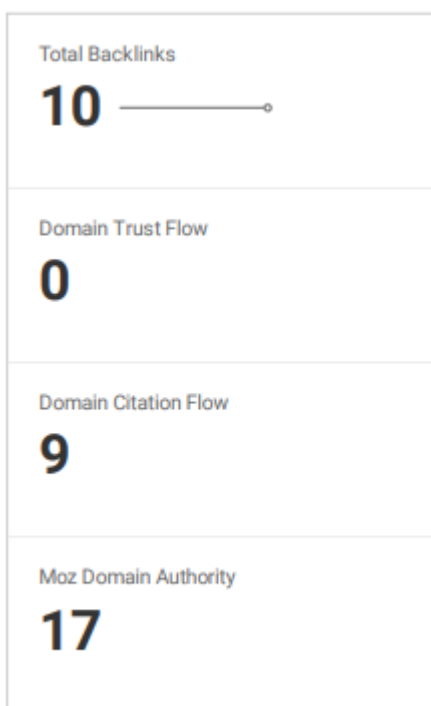 Total Backlinks
10
Domain Trust Flow
0
Domain Citation Flow
9
Moz Domain Authority
17